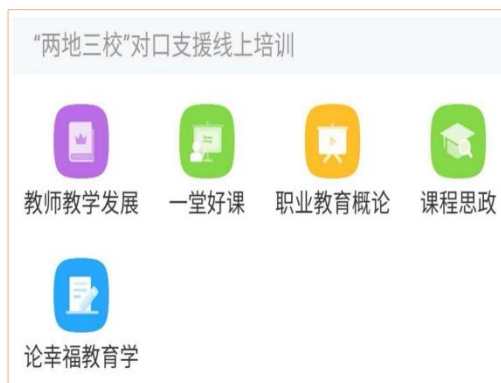 “两地三校”对口支援线上培训
教师教学发展 一堂好课 职业教育概论 课程思政
论幸福教育学